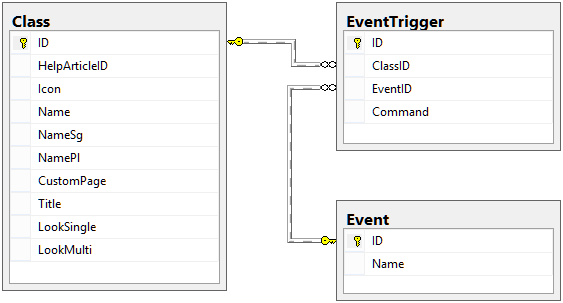 Class
ID
HelpArticleID
Icon
Name
NameSg
NamePl
CustomPage
Title
LookSingle
LookMulti
EventTrigger
ID
ClassID
EventID
Command
Event
ID
Name